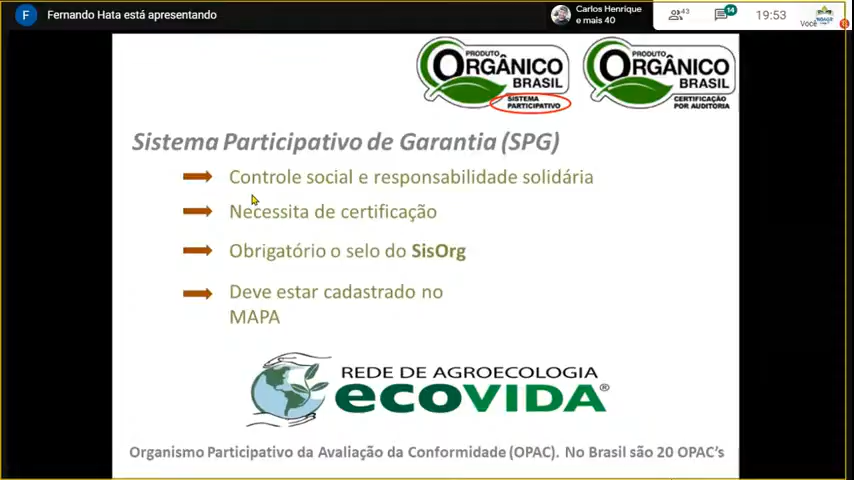 Fernando Hata está apresentando
Carlos Henrique
e mais 40
43
14
19:53
Você
PRODUTO
ORGÂNICO
BRASIL
SISTEMA
PARTICIPATIVO
PRODUTO
ORGÂNICO
BRASIL
CERTIFICAÇÃO
POR AUDITORIA
Sistema Participativo de Garantia (SPG)
Controle social e responsabilidade solidária
Necessita de certificação
Obrigatório o selo do SisOrg
Deve estar cadastrado no
MAPA
REDE DE AGROECOLOGIA
ecoVIDA®
Organismo Participativo da Avaliação da Conformidade (OPAC). No Brasil são 20 OPAC's